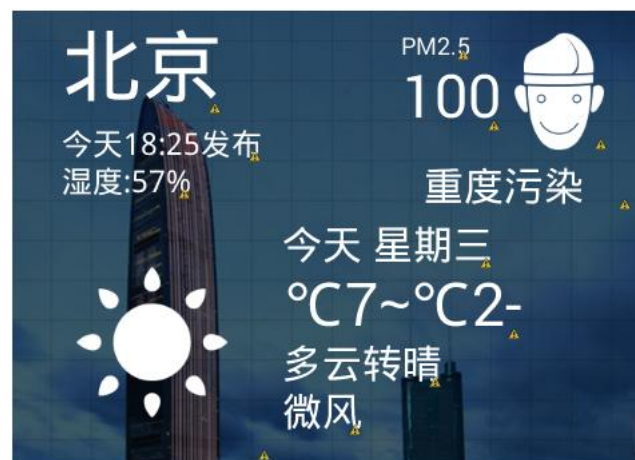 北京
今天18:25发布
湿度:57%
PM2.5
100
重度污染
今天 星期三
℃7~℃2-
多云转晴
微风